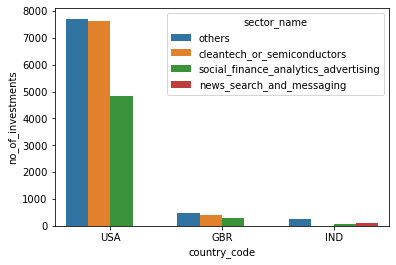 sector_name
others
cleantech_or_semiconductors
social_finance_analytics_advertising
news_search_and_messaging
no_of_investments
8000
7000
6000
5000
4000
3000
2000
1000
0
USA GBR IND
country_code